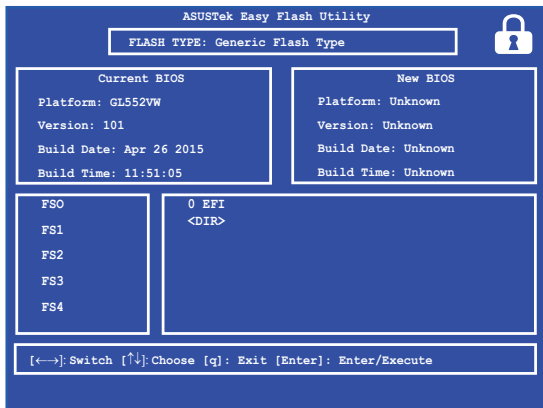 ASUSTek Easy Flash Utility
FLASH TYPE: Generic Flash Type
Current BIOS
Platform: GL552VW
Version: 101
Build Date: Apr 26 2015
Build Time: 11:51:05
New BIOS
Platform: Unknown
Version: Unknown
Build Date: Unknown
Build Time: Unknown
FSO
FS1
FS2
FS3
FS4
0 EFI
<DIR>
[←→]: Switch [↑↓]: Choose [q]: Exit [Enter]: Enter/Execute